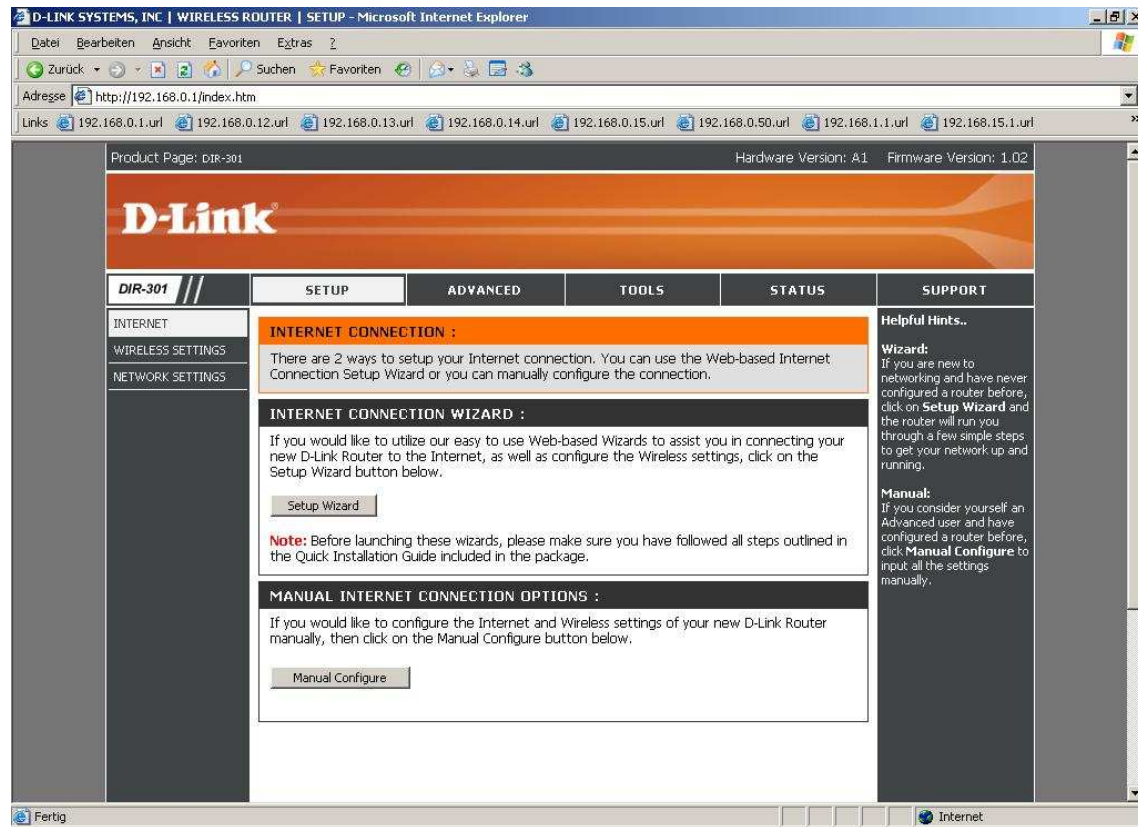 D-LINK SYSTEMS, INC | WIRELESS ROUTER | SETUP - Microsoft Internet Explorer
Datei Bearbeiten Ansicht Favoriten Extras ?
Zurück Suchen Favoriten
Adresse http://192.168.0.1/index.htm
Links 192.168.0.1.url 192.168.0.12.url 192.168.0.13.url 192.168.0.14.url 192.168.0.15.url 192.168.0.50.url 192.168.1.1.url 192.168.15.1.url »
Product Page: DIR-301 Hardware Version: A1 Firmware Version: 1.02
D-Link®
DIR-301 SETUP ADVANCED TOOLS STATUS SUPPORT
INTERNET
WIRELESS SETTINGS
NETWORK SETTINGS
INTERNET CONNECTION :
There are 2 ways to setup your Internet connection. You can use the Web-based Internet
Connection Setup Wizard or you can manually configure the connection.
INTERNET CONNECTION WIZARD :
If you would like to utilize our easy to use Web-based Wizards to assist you in connecting your
new D-Link Router to the Internet, as well as configure the Wireless settings, click on the
Setup Wizard button below.
Setup Wizard
Note: Before launching these wizards, please make sure you have followed all steps outlined in
the Quick Installation Guide included in the package.
MANUAL INTERNET CONNECTION OPTIONS :
If you would like to configure the Internet and Wireless settings of your new D-Link Router
manually, then click on the Manual Configure button below.
Manual Configure
Helpful Hints..
Wizard:
If you are new to
networking and have never
configured a router before,
click on Setup Wizard and
the router will run you
through a few simple steps
to get your network up and
running.
Manual:
If you consider yourself an
Advanced user and have
configured a router before,
click Manual Configure to
input all the settings
manually.
Fertig Internet